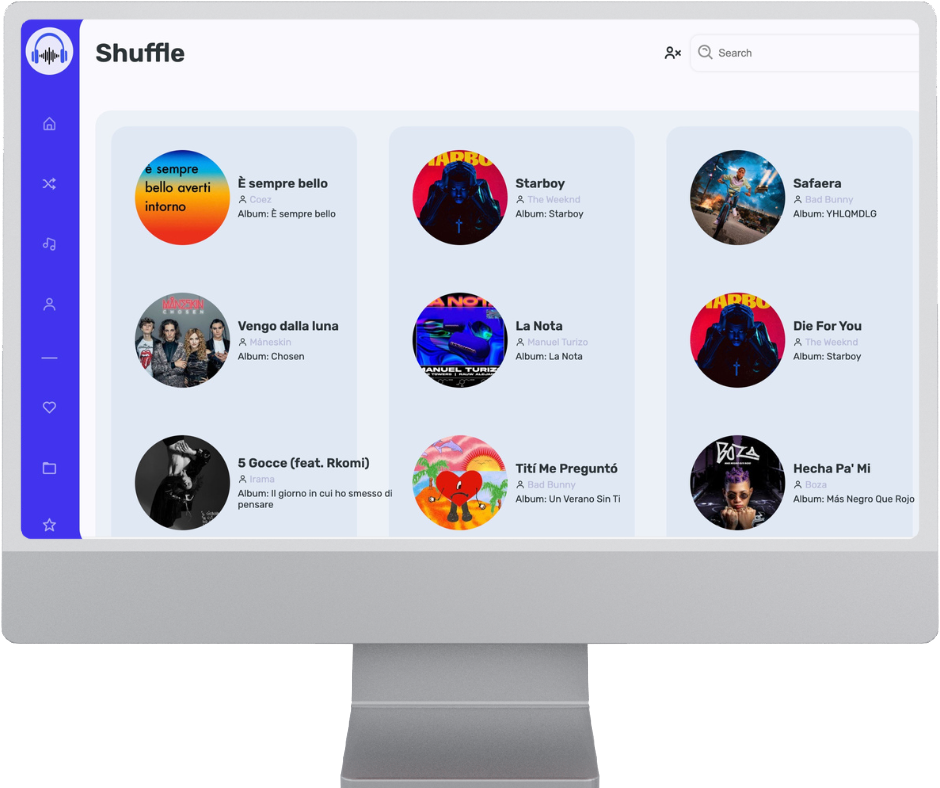 Shuffle
Search
è sempre
bello averti
intorno
È sempre bello
Coez
Album: È sempre bello
Starboy
The Weeknd
Album: Starboy
Safaera
Bad Bunny
Album: YHLQMDLG
MÅNESKIN
CHOSEN
Vengo dalla luna
Måneskin
Album: Chosen
LA NOTA
MANUEL TURIZ
La Nota
Manuel Turizo
Album: La Nota
Die For You
The Weeknd
Album: Starboy
5 Gocce (feat. Rkomi)
Irama
Album: Il giorno in cui ho smesso di
pensare
Tití Me Preguntó
Bad Bunny
Album: Un Verano Sin Ti
BOZA
Hecha Pa' Mi
Boza
Album: Más Negro Que Rojo